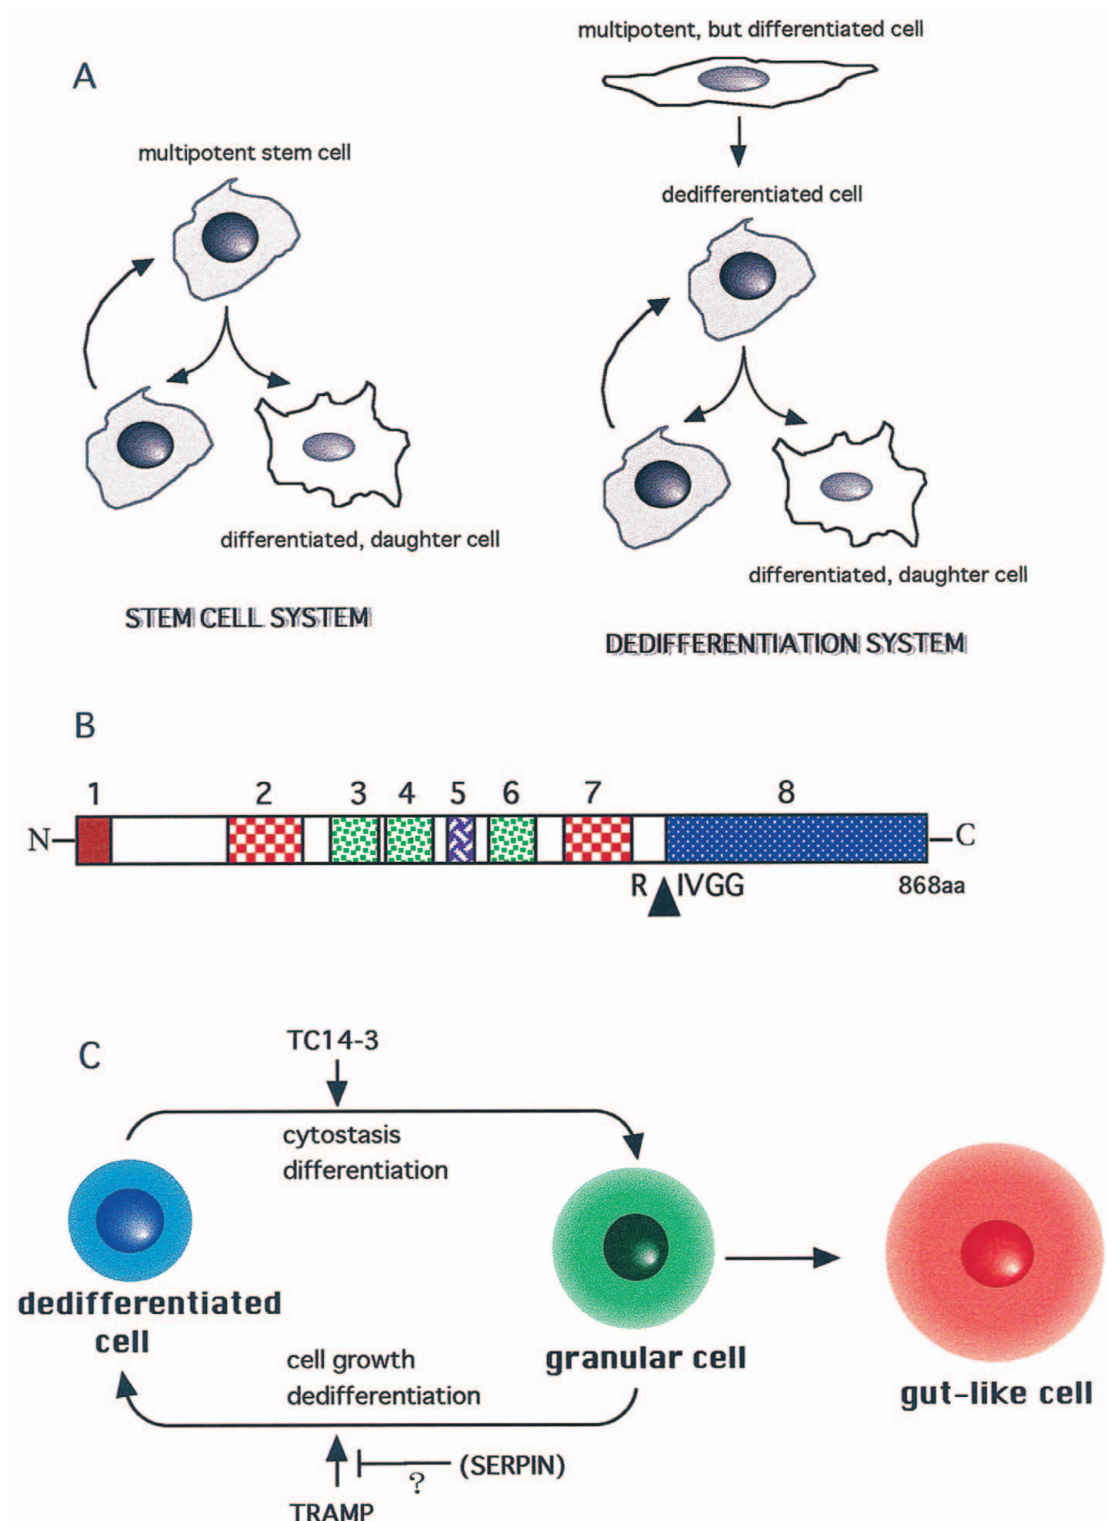 A
multipotent stem cell
differentiated, daughter cell
STEM CELL SYSTEM
multipotent, but differentiated cell
dedifferentiated cell
differentiated, daughter cell
DEDIFFERENTIATION SYSTEM
B
1 2 3 4 5 6 7 8
N C
R IVGG 868aa
C
TC14-3
cytostasis
differentiation
dedifferentiated
cell
granular cell
gut-like cell
cell growth
dedifferentiation
(SERPIN)
?
TRAMP